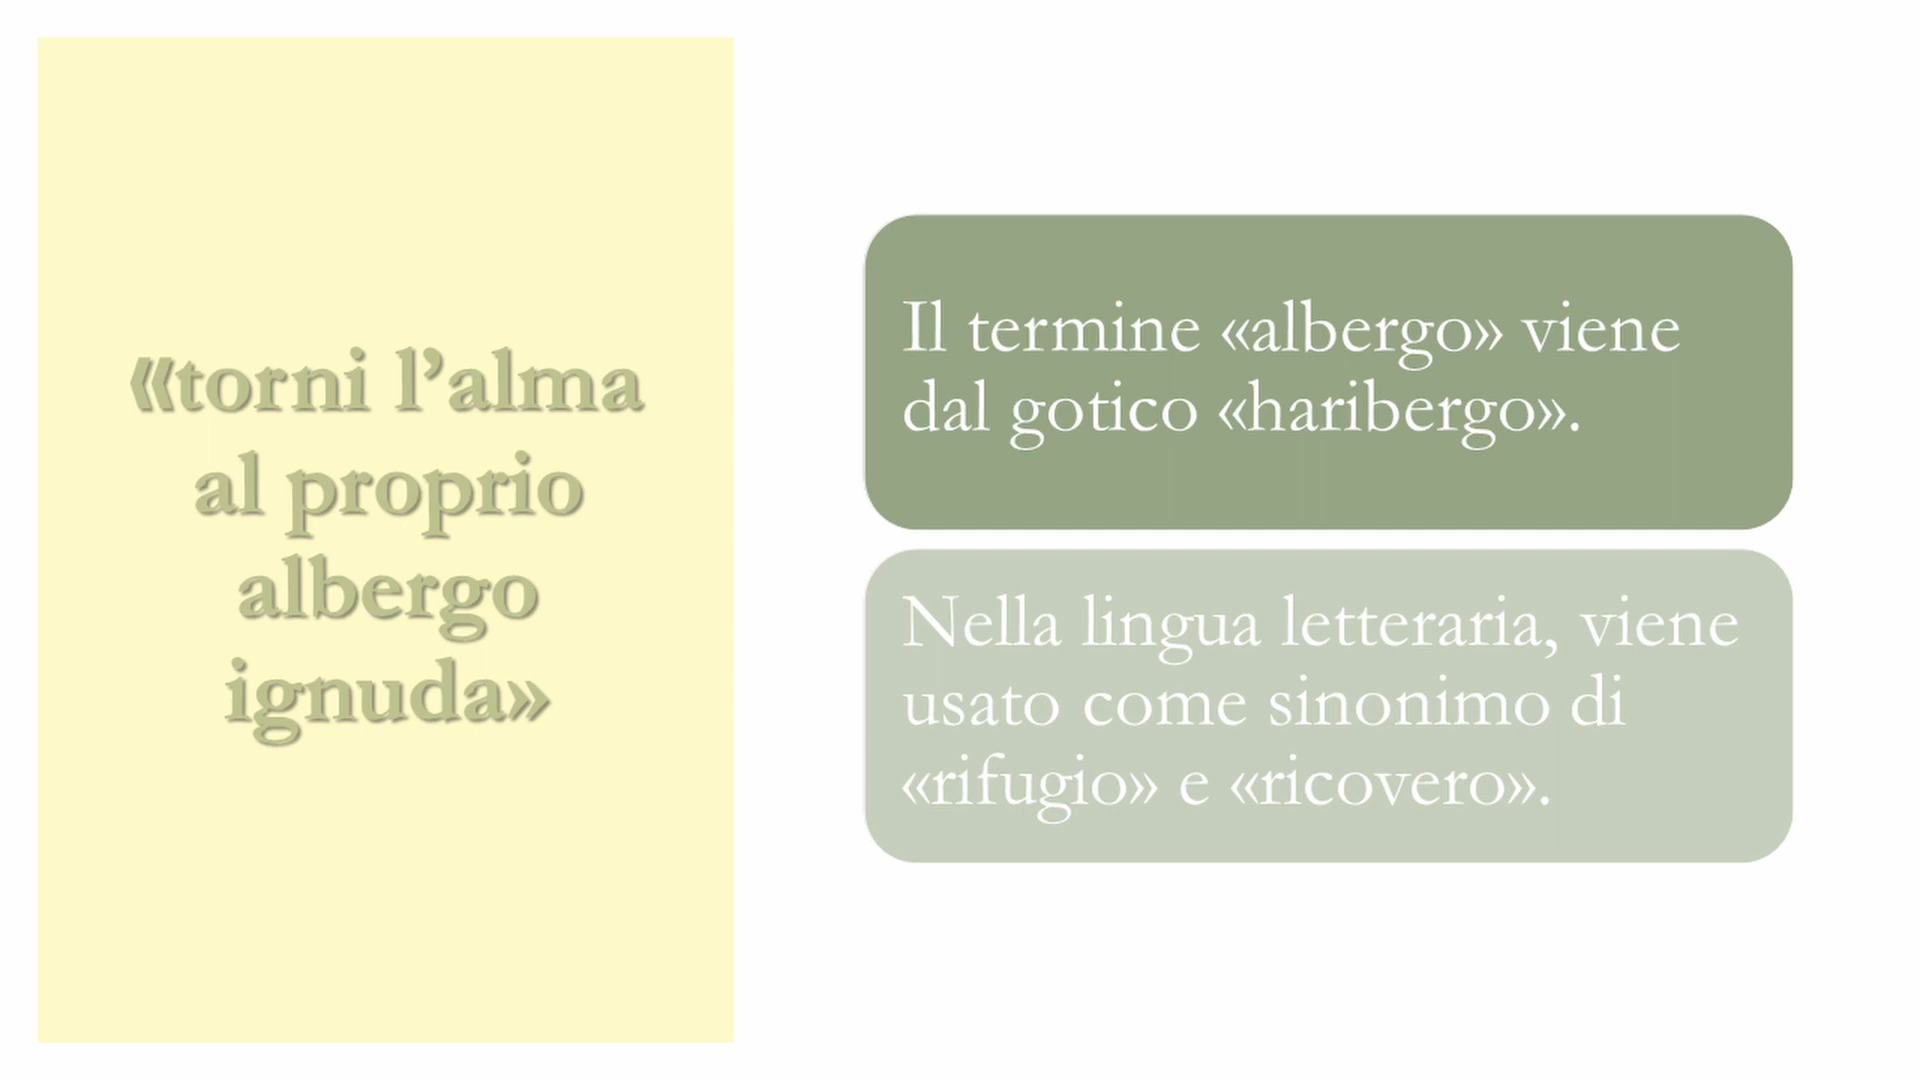 «torni l’alma
al proprio
albergo
ignuda»
Il termine «albergo» viene
dal gotico «haribergo».
Nella lingua letteraria, viene
usato come sinonimo di
«rifugio» e «ricovero».